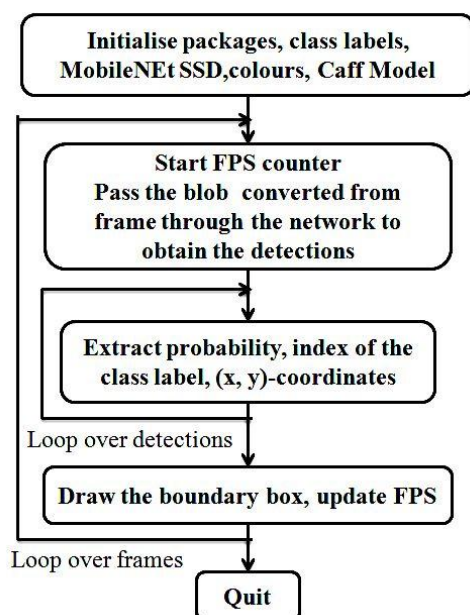 Initialise packages, class labels,
MobileNEt SSD,colours, Caff Model
Start FPS counter
Pass the blob converted from
frame through the network to
obtain the detections
Extract probability, index of the
class label, (x, y)-coordinates
Loop over detections
Draw the boundary box, update FPS
Loop over frames
Quit